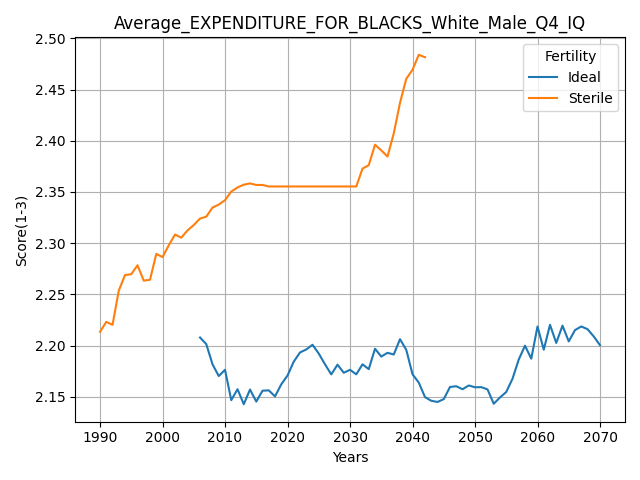 Average_EXPENDITURE_FOR_BLACKS_White_Male_Q4_IQ
2.50
2.45
2.40
2.35
2.30
2.25
2.20
2.15
Score(1-3)
Fertility
Ideal
Sterile
1990 2000 2010 2020 2030 2040 2050 2060 2070
Years